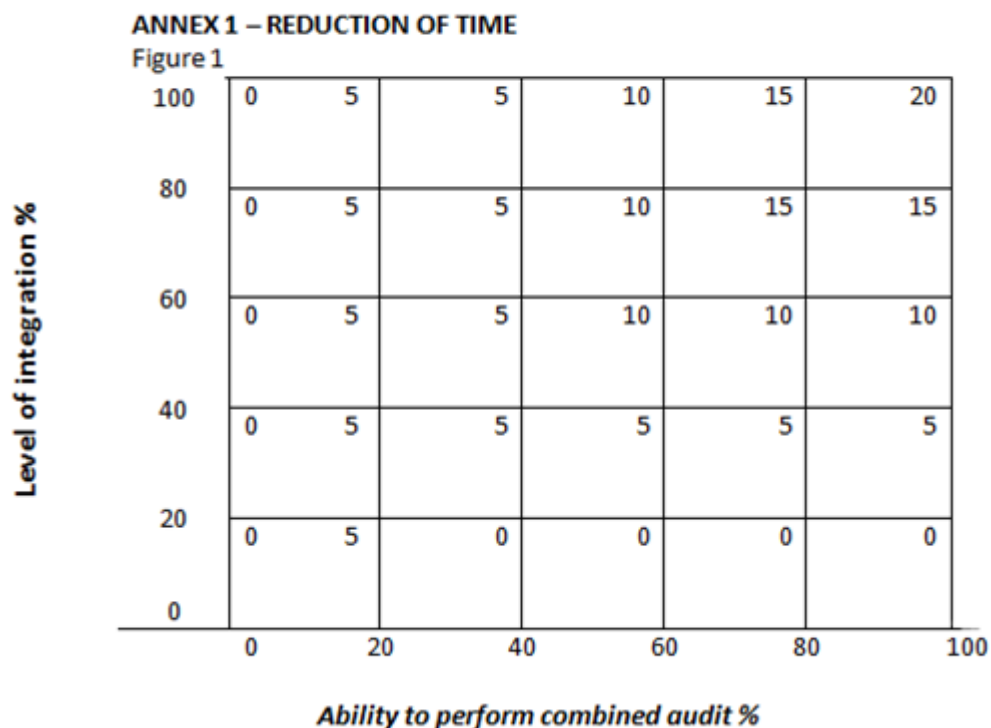 ANNEX 1 – REDUCTION OF TIME
Figure 1
100 0 5 5 10 15 20
80
0 5 5 10 15 15
60
0 5 5 10 10 10
40
0 5 5 5 5 5
20
0 5 0 0 0 0
0
0 20 40 60 80 100
Level of integration %
Ability to perform combined audit %